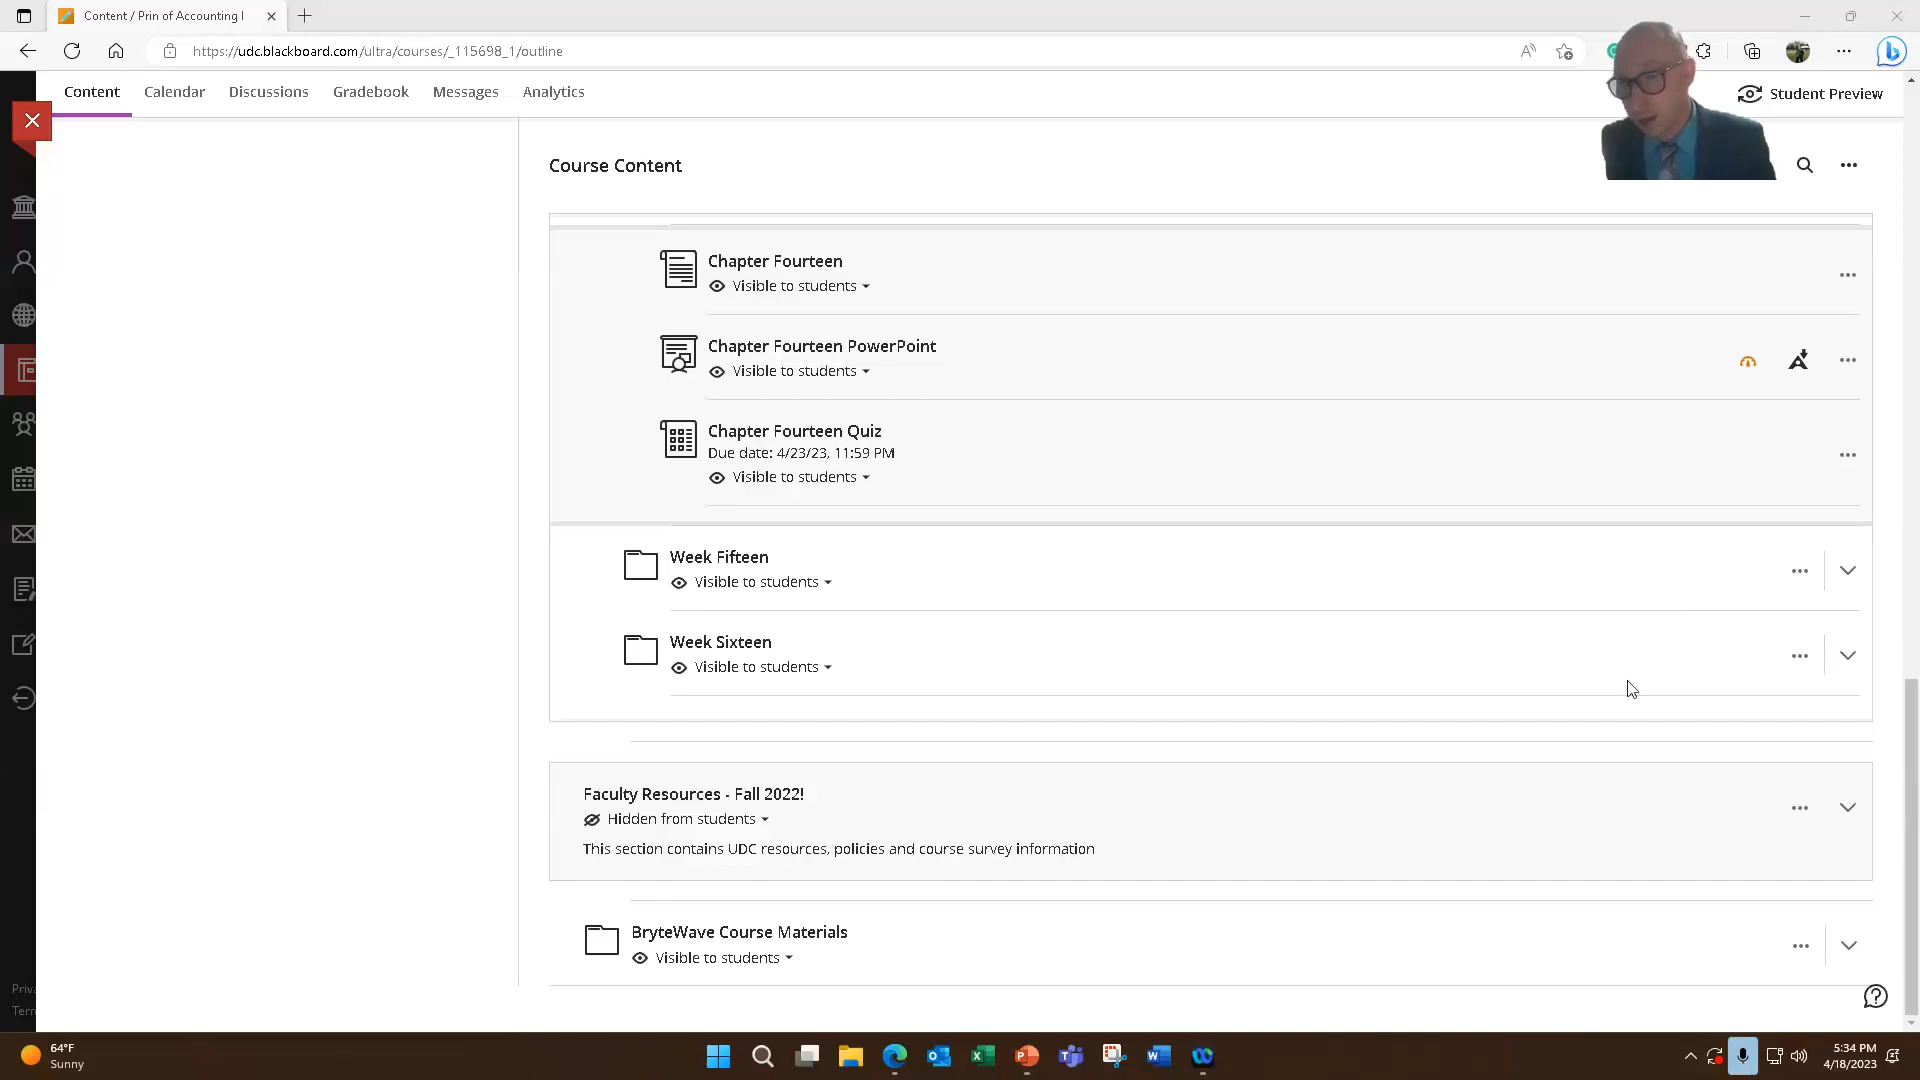 Content / Prin of Accounting I
https://udc.blackboard.com/ultra/courses/_115698_1/outline
Content
Calendar
Discussions
Gradebook
Messages
Analytics
Student Preview
Course Content
Chapter Fourteen
Visible to students
Chapter Fourteen PowerPoint
Visible to students
Chapter Fourteen Quiz
Due date: 4/23/23, 11:59 PM
Visible to students
Week Fifteen
Visible to students
Week Sixteen
Visible to students
Faculty Resources - Fall 2022!
Hidden from students
This section contains UDC resources, policies and course survey information
BryteWave Course Materials
Visible to students
Priva
Term
64°F
Sunny
5:34 PM
4/18/2023